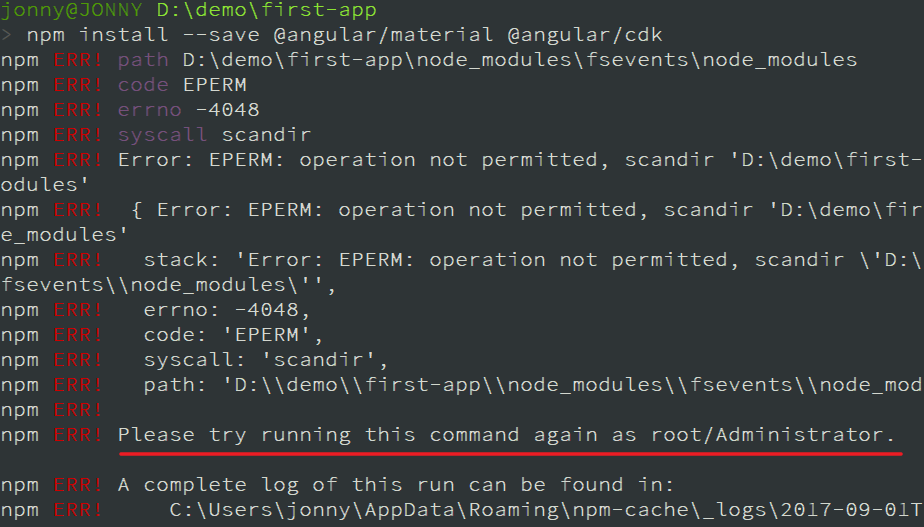 jonny@JONNY D:\demo\first-app
> npm install --save @angular/material @angular/cdk
npm ERR! path D:\demo\first-app\node_modules\fsevents\node_modules
npm ERR! code EPERM
npm ERR! errno -4048
npm ERR! syscall scandir
npm ERR! Error: EPERM: operation not permitted, scandir 'D:\demo\first-
odules'
npm ERR!  { Error: EPERM: operation not permitted, scandir 'D:\demo\fir
e_modules'
npm ERR!   stack: 'Error: EPERM: operation not permitted, scandir \'D:\
fsevents\\node_modules\'',
npm ERR!   errno: -4048,
npm ERR!   code: 'EPERM',
npm ERR!   syscall: 'scandir',
npm ERR!   path: 'D:\\demo\\first-app\\node_modules\\fsevents\\node_mod
npm ERR!
npm ERR! Please try running this command again as root/Administrator.
npm ERR! A complete log of this run can be found in:
npm ERR!     C:\Users\jonny\AppData\Roaming\npm-cache\_logs\2017-09-01T